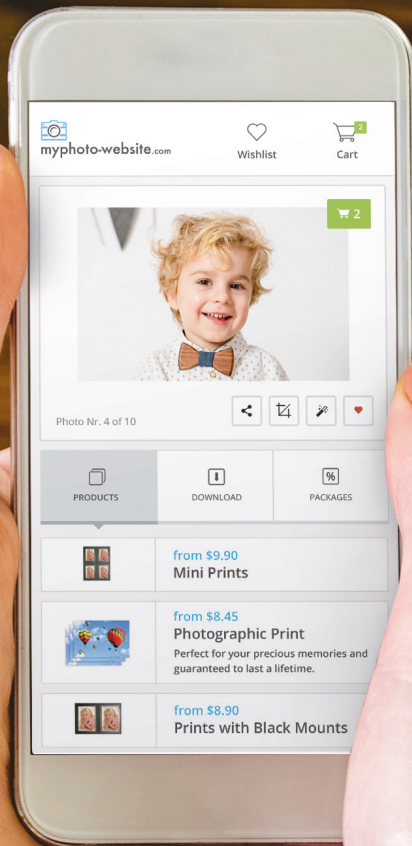 myphoto-website.com
Wishlist
2
Cart
2
Photo Nr. 4 of 10
PRODUCTS
DOWNLOAD
%
PACKAGES
from $9.90
Mini Prints
from $8.45
Photographic Print
Perfect for your precious memories and
guaranteed to last a lifetime.
from $8.90
Prints with Black Mounts